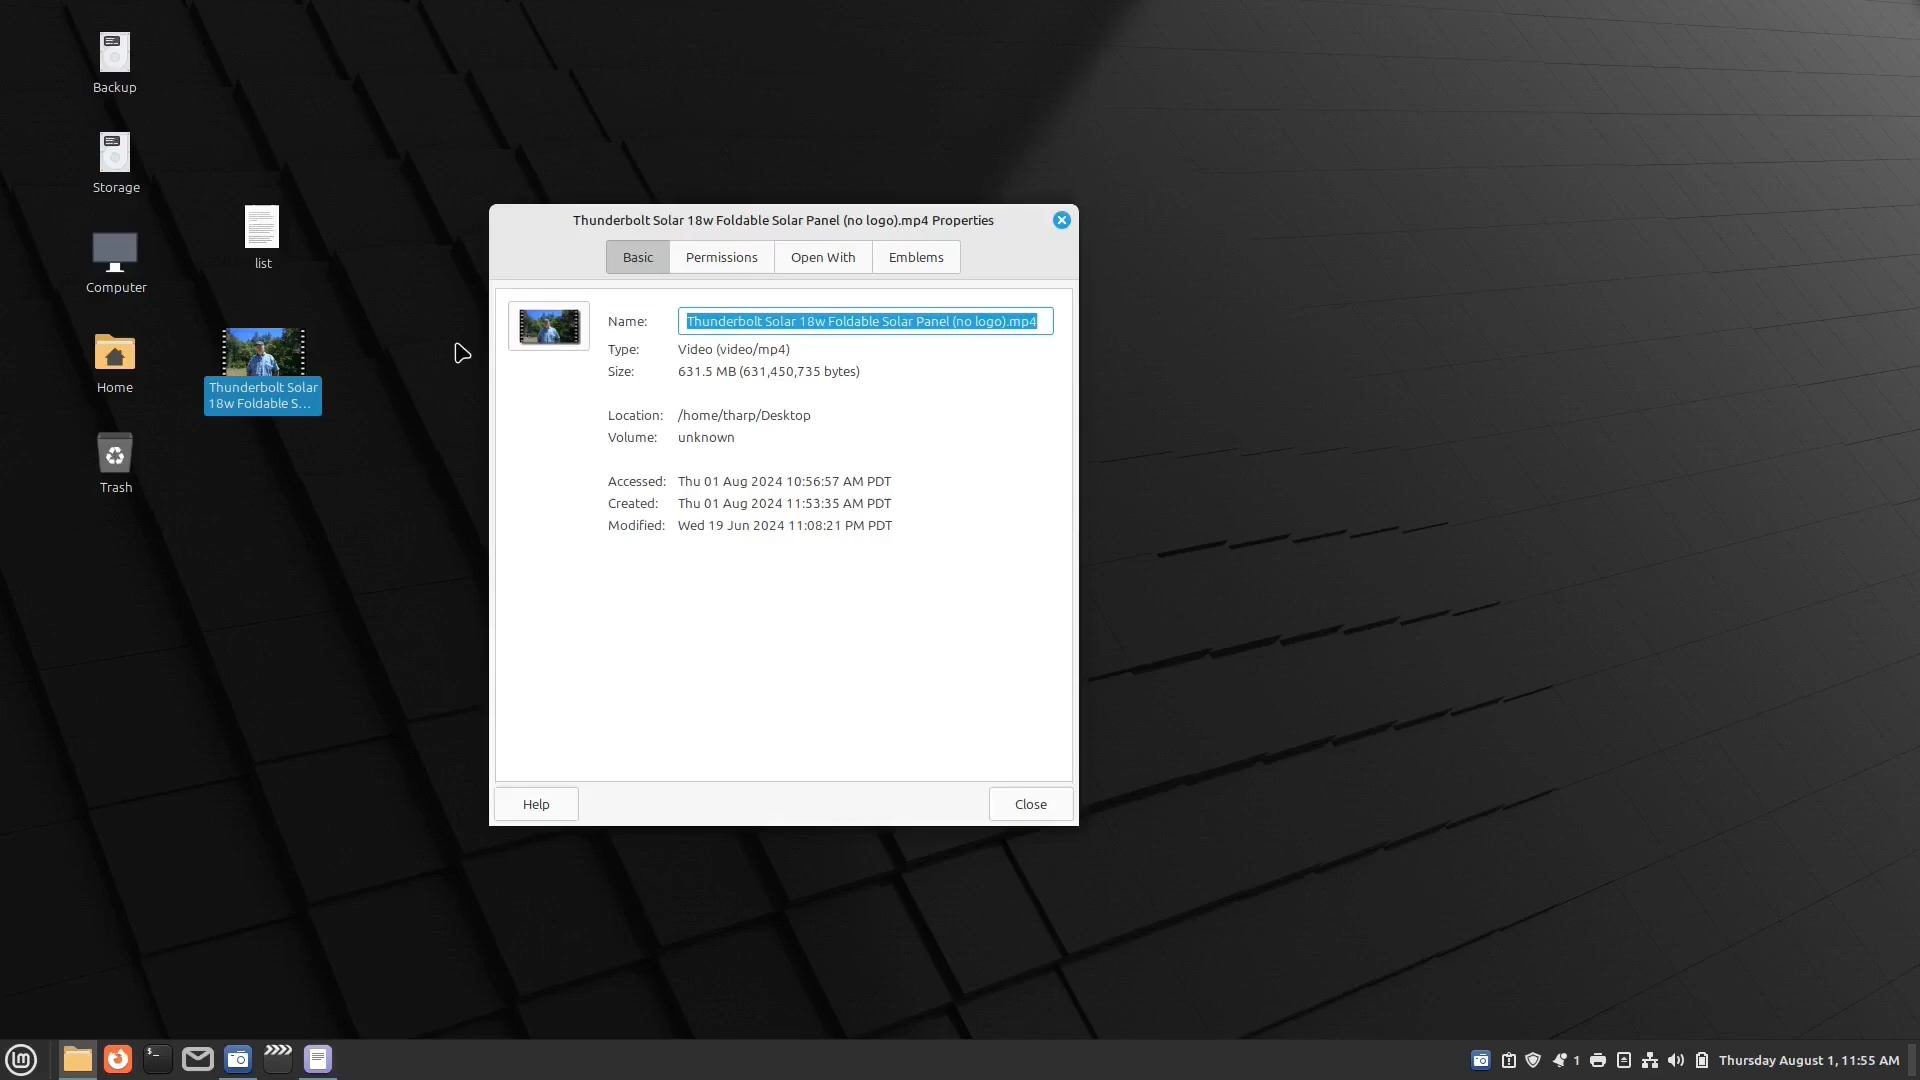 Backup
Storage
Computer
Home
Trash
list
Thunderbolt Solar
18w Foldable S...
Thunderbolt Solar 18w Foldable Solar Panel (no logo).mp4 Properties
Basic Permissions Open With Emblems
Name: Thunderbolt Solar 18w Foldable Solar Panel (no logo).mp4
Type: Video (video/mp4)
Size: 631.5 MB (631,450,735 bytes)
Location: /home/tharp/Desktop
Volume: unknown
Accessed: Thu 01 Aug 2024 10:56:57 AM PDT
Created: Thu 01 Aug 2024 11:53:35 AM PDT
Modified: Wed 19 Jun 2024 11:08:21 PM PDT
Help Close
1 Thursday August 1, 11:55 AM